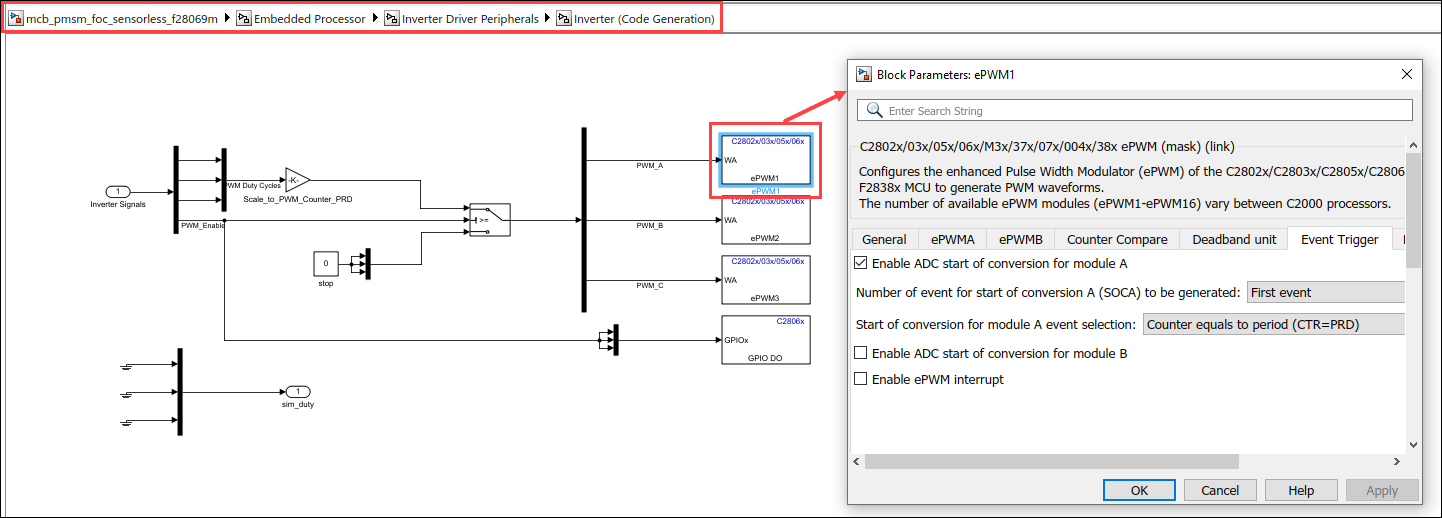 mcb_pmsm_foc_sensorless_f28069m Embedded Processor Inverter Driver Peripherals Inverter (Code Generation)
1
Inverter Signals
PWM Duty Cycles
-K-
Scale_to_PWM_Counter_PRD
PWM_Enable
>=
0
stop
PWM_A
PWM_B
PWM_C
C2802x/03x/05x/06x
WA
ePWM1
ePWM1
C2802x/03x/05x/06x
WA
ePWM2
C2802x/03x/05x/06x
WA
ePWM3
C2806x
GPIOx
GPIO DO
1
sim_duty
Block Parameters: ePWM1
Enter Search String
C2802x/03x/05x/06x/M3x/37x/07x/004x/38x ePWM (mask) (link)
Configures the enhanced Pulse Width Modulator (ePWM) of the C2802x/C2803x/C2805x/C2806
F2838x MCU to generate PWM waveforms.
The number of available ePWM modules (ePWM1-ePWM16) vary between C2000 processors.
General ePWMA ePWMB Counter Compare Deadband unit Event Trigger
Enable ADC start of conversion for module A
Number of event for start of conversion A (SOCA) to be generated: First event
Start of conversion for module A event selection: Counter equals to period (CTR=PRD)
Enable ADC start of conversion for module B
Enable ePWM interrupt
OK Cancel Help Apply